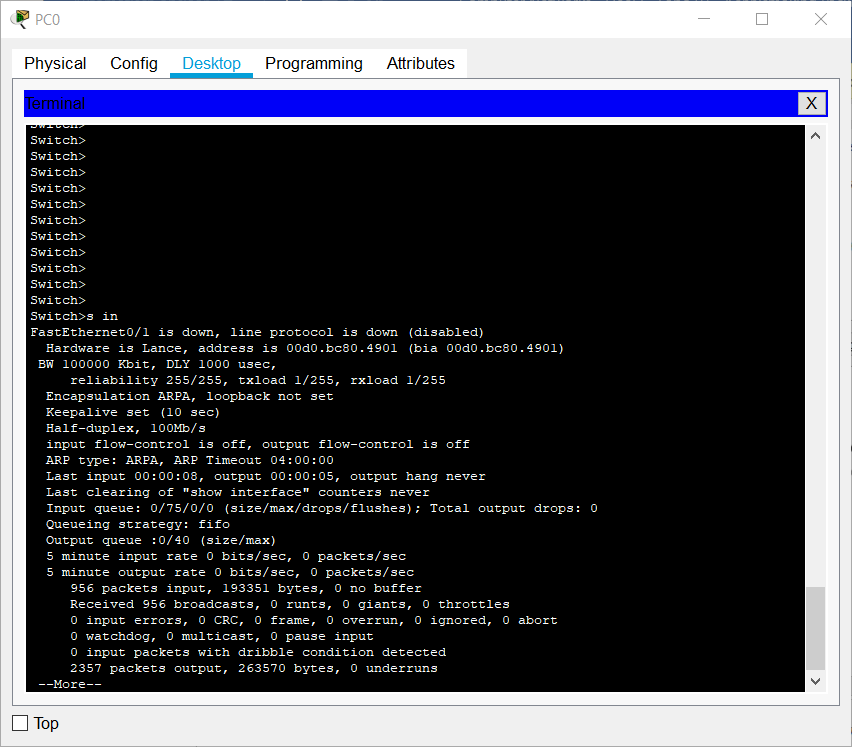 PC0
Physical Config Desktop Programming Attributes
Terminal
X
Switch>
Switch>
Switch>
Switch>
Switch>
Switch>
Switch>
Switch>
Switch>
Switch>
Switch>
Switch>
Switch>s in
FastEthernet0/1 is down, line protocol is down (disabled)
Hardware is Lance, address is 00d0.bc80.4901 (bia 00d0.bc80.4901)
BW 100000 Kbit, DLY 1000 usec,
reliability 255/255, txload 1/255, rxload 1/255
Encapsulation ARPA, loopback not set
Keepalive set (10 sec)
Half-duplex, 100Mb/s
input flow-control is off, output flow-control is off
ARP type: ARPA, ARP Timeout 04:00:00
Last input 00:00:08, output 00:00:05, output hang never
Last clearing of "show interface" counters never
Input queue: 0/75/0/0 (size/max/drops/flushes); Total output drops: 0
Queueing strategy: fifo
Output queue :0/40 (size/max)
5 minute input rate 0 bits/sec, 0 packets/sec
5 minute output rate 0 bits/sec, 0 packets/sec
956 packets input, 193351 bytes, 0 no buffer
Received 956 broadcasts, 0 runts, 0 giants, 0 throttles
0 input errors, 0 CRC, 0 frame, 0 overrun, 0 ignored, 0 abort
0 watchdog, 0 multicast, 0 pause input
0 input packets with dribble condition detected
2357 packets output, 263570 bytes, 0 underruns
--More--
Top